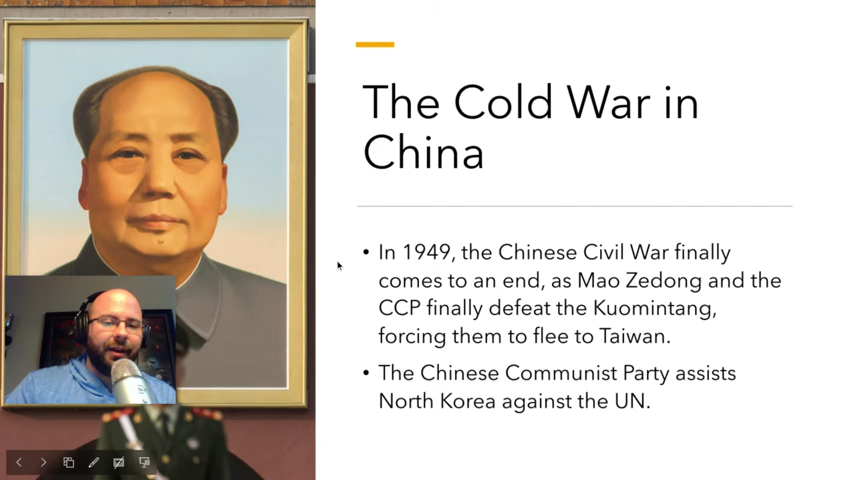 The Cold War in
China
• In 1949, the Chinese Civil War finally
comes to an end, as Mao Zedong and the
CCP finally defeat the Kuomintang,
forcing them to flee to Taiwan.
• The Chinese Communist Party assists
North Korea against the UN.